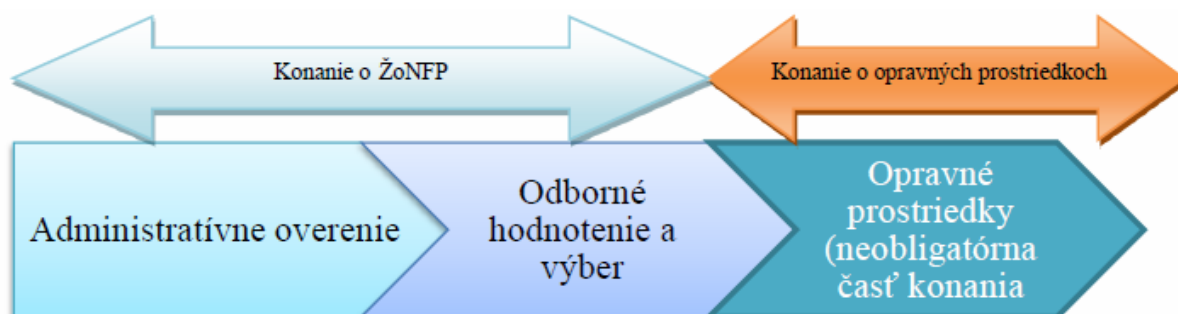 Konanie o ŽoNFP
Konanie o opravných prostriedkoch
Administratívne overenie
Odborné
hodnotenie a
výber
Opravné
prostriedky
(neobligatórna
časť konania